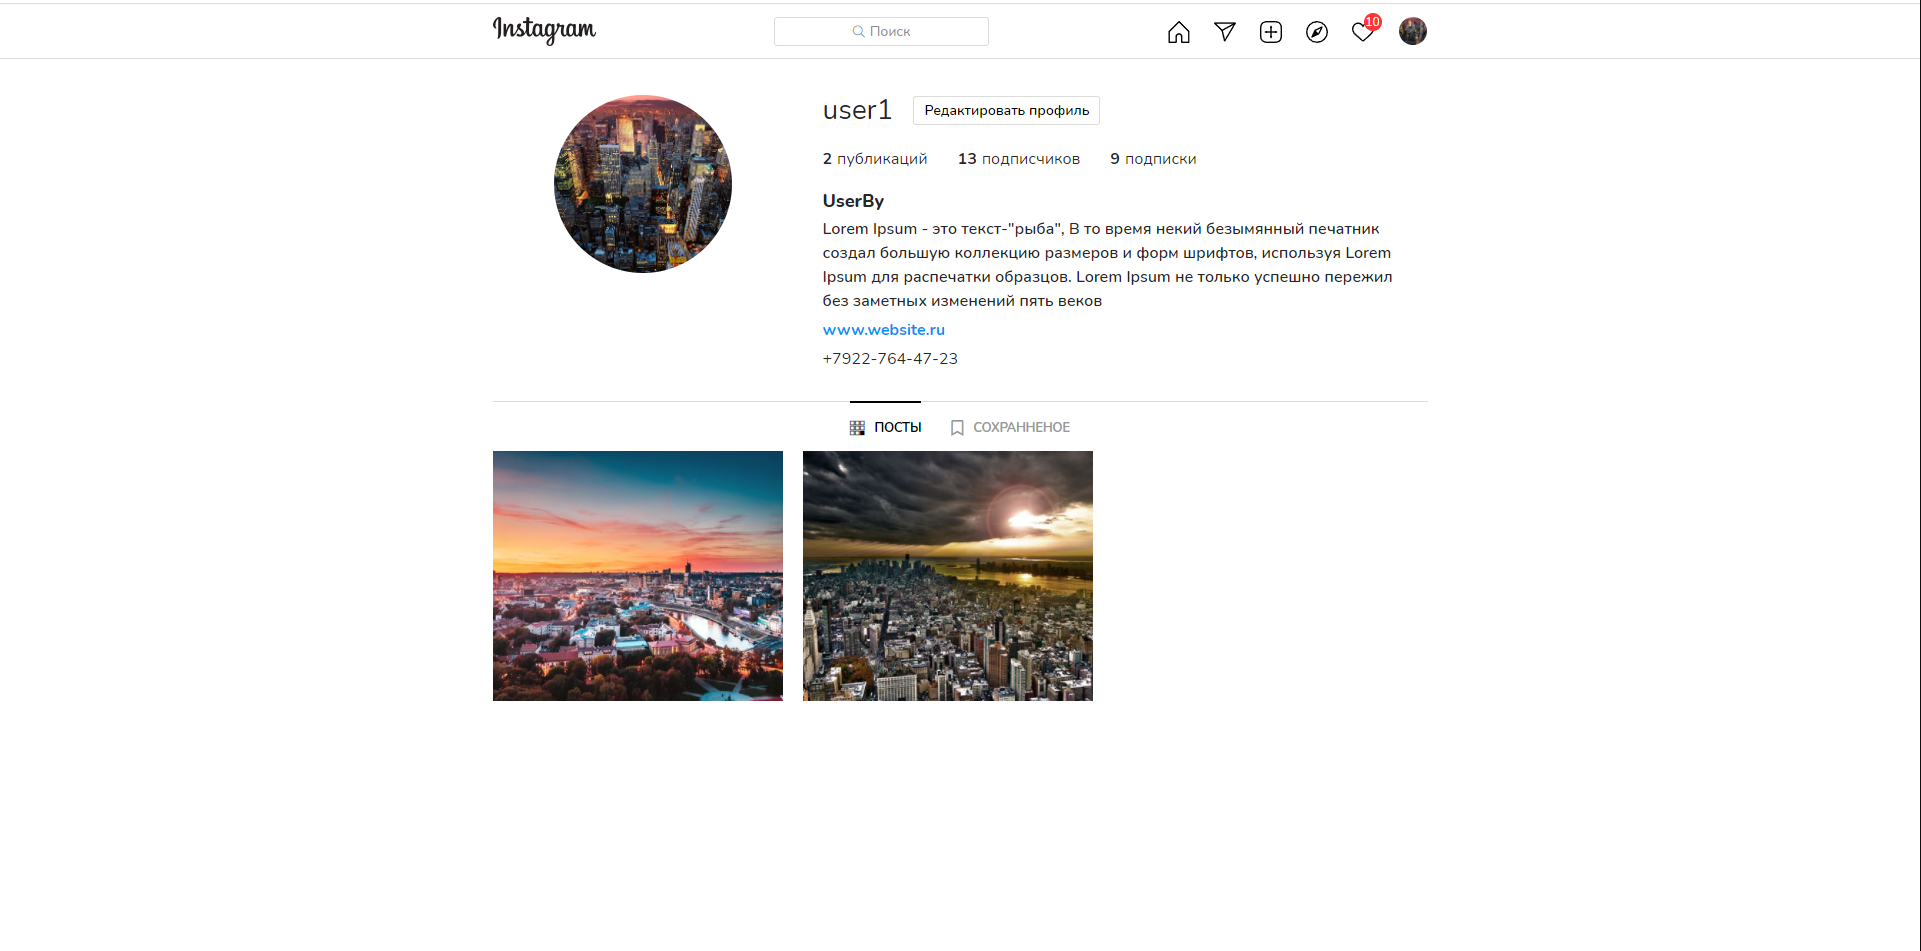 Instagram
Поиск
10
user1
Редактировать профиль
2 публикаций 13 подписчиков 9 подписки
UserBy
Lorem Ipsum - это текст-"рыба", В то время некий безымянный печатник
создал большую коллекцию размеров и форм шрифтов, используя Lorem
Ipsum для распечатки образцов. Lorem Ipsum не только успешно пережил
без заметных изменений пять веков
www.website.ru
+7922-764-47-23
ПОСТЫ СОХРАННЕНОЕ